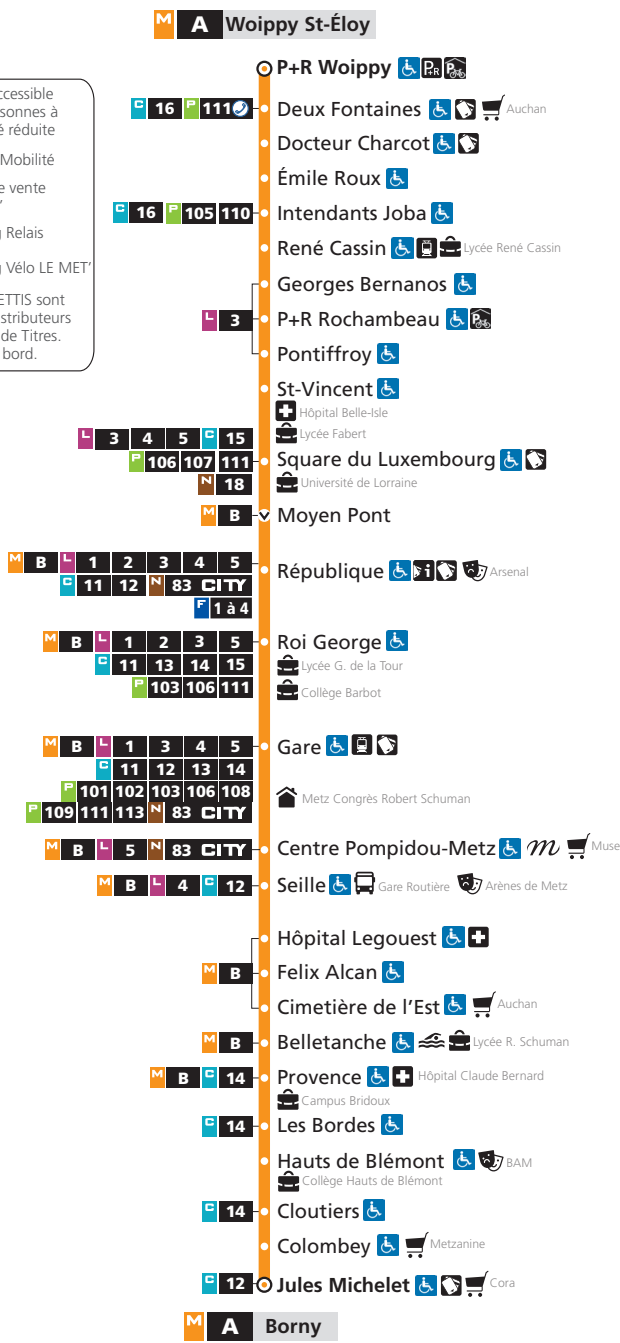 M A Woippy St-Éloy
ccessible
sonnes à
é réduite
Mobilité
e vente
’
g Relais
g Vélo LE MET’
ETTIS sont
stributeurs
de Titres.
bord.
P+R Woippy P+R P
C 16 P 111 Deux Fontaines Auchan
Docteur Charcot
Émile Roux
C 16 P 105 110 Intendants Joba
René Cassin Lycée René Cassin
Georges Bernanos
L 3 P+R Rochambeau P
Pontiffroy
St-Vincent
Hôpital Belle-Isle
Lycée Fabert
L 3 4 5 C 15
P 106 107 111 Square du Luxembourg
N 18 Université de Lorraine
M B Moyen Pont
M B L 1 2 3 4 5
C 11 12 N 83 CITY République i Arsenal
F 1 à 4
M B L 1 2 3 5 Roi George
C 11 13 14 15 Lycée G. de la Tour
P 103 106 111 Collège Barbot
M B L 1 3 4 5 Gare
C 11 12 13 14
P 101 102 103 106 108 Metz Congrès Robert Schuman
P 109 111 113 N 83 CITY
M B L 5 N 83 CITY Centre Pompidou-Metz m Muse
M B L 4 C 12 Seille Gare Routière Arènes de Metz
Hôpital Legouest
M B Felix Alcan
Cimetière de l’Est Auchan
M B Belletanche Lycée R. Schuman
M B C 14 Provence Hôpital Claude Bernard
Campus Bridoux
C 14 Les Bordes
Hauts de Blémont BAM
Collège Hauts de Blémont
C 14 Cloutiers
Colombey Metzanine
C 12 Jules Michelet Cora
M A Borny